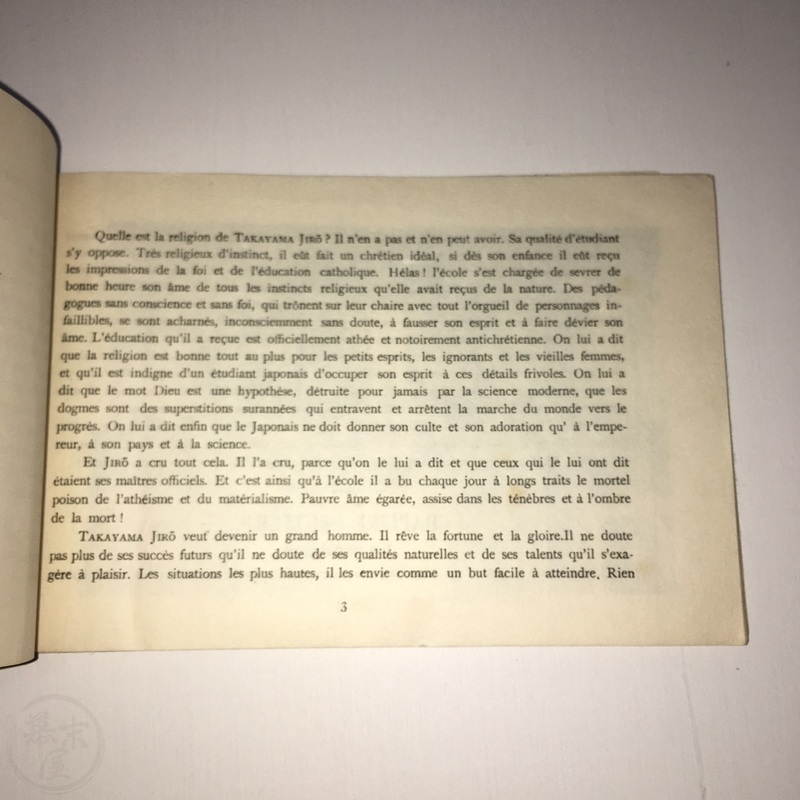 Quelle est la religion de TAKAYAMA JIRŌ ? Il n'en a pas et n'en peut avoir. Sa qualité d'étudiant
s'y oppose. Très religieux d'instinct, il eût fait un chrétien idéal, si dès son enfance il eût reçu
les impressions de la foi et de l'éducation catholique. Hélas ! l'école s'est chargée de sevrer de
bonne heure son âme de tous les instincts religieux qu'elle avait reçus de la nature. Des péda-
gogues sans conscience et sans foi, qui trônent sur leur chaire avec tout l'orgueil de personnages in-
faillibles, se sont acharnés, inconsciemment sans doute, à fausser son esprit et à faire dévier son
âme. L'éducation qu'il a reçue est officiellement athée et notoirement antichrétienne. On lui a dit
que la religion est bonne tout au plus pour les petits esprits, les ignorants et les vieilles femmes,
et qu'il est indigne d'un étudiant japonais d'occuper son esprit à ces détails frivoles. On lui a
dit que le mot Dieu est une hypothèse, détruite pour jamais par la science moderne, que les
dogmes sont des superstitions surannées qui entravent et arrêtent la marche du monde vers le
progrès. On lui a dit enfin que le Japonais ne doit donner son culte et son adoration qu' à l'empe-
reur, à son pays et à la science.
Et JIRŌ a cru tout cela. Il l'a cru, parce qu'on le lui a dit et que ceux qui le lui ont dit
étaient ses maîtres officiels. Et c'est ainsi qu'à l'école il a bu chaque jour à longs traits le mortel
poison de l'athéisme et du matérialisme. Pauvre âme égarée, assise dans les ténèbres et à l'ombre
de la mort !
TAKAYAMA JIRŌ veut devenir un grand homme. Il rêve la fortune et la gloire.Il ne doute
pas plus de ses succès futurs qu'il ne doute de ses qualités naturelles et de ses talents qu'il s'exa-
gère à plaisir. Les situations les plus hautes, il les envie comme un but facile à atteindre. Rien
3
幕末屋